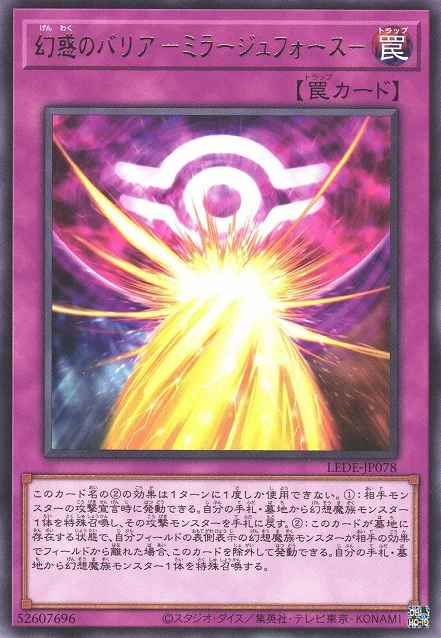 幻惑のバリア －ミラージュフォース－ 罠
【罠カード】
LEDE-JP078
このカード名の②の効果は１ターンに１度しか使用できない。①：相手モン
スターの攻撃宣言時に発動できる。自分の手札・墓地から幻想魔族モンスター
１体を特殊召喚し、その攻撃モンスターを手札に戻す。②：このカードが墓地に
存在する状態で、自分フィールドの表側表示の幻想魔族モンスターが相手の効果
でフィールドから離れた場合、このカードを除外して発動できる。自分の手札・墓
地から幻想魔族モンスター１体を特殊召喚する。
52607696
©スタジオ・ダイス／集英社・テレビ東京・KONAMI